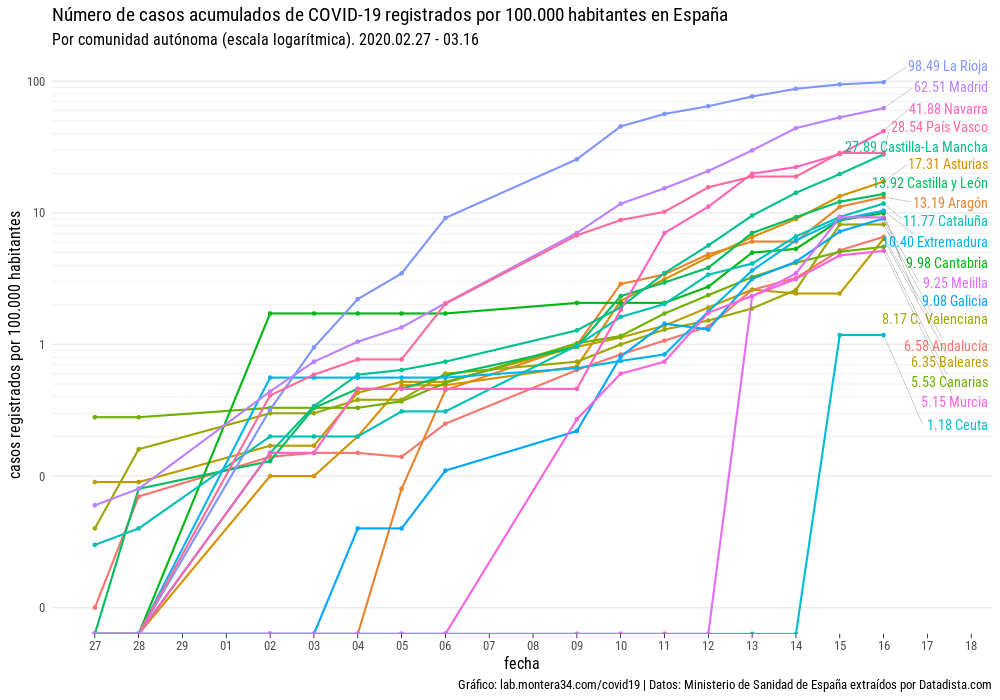 Número de casos acumulados de COVID-19 registrados por 100.000 habitantes en España
Por comunidad autónoma (escala logarítmica). 2020.02.27 - 03.16
casos registrados por 100.000 habitantes
100
10
1
0
0
98.49 La Rioja
62.51 Madrid
41.88 Navarra
28.54 País Vasco
27.89 Castilla-La Mancha
17.31 Asturias
13.92 Castilla y León
13.19 Aragón
11.77 Cataluña
10.40 Extremadura
9.98 Cantabria
9.25 Melilla
9.08 Galicia
8.17 C. Valenciana
6.58 Andalucía
6.35 Baleares
5.53 Canarias
5.15 Murcia
1.18 Ceuta
27 28 29 01 02 03 04 05 06 07 08 09 10 11 12 13 14 15 16 17 18
fecha
Gráfico: lab.montera34.com/covid19 | Datos: Ministerio de Sanidad de España extraídos por Datadista.com